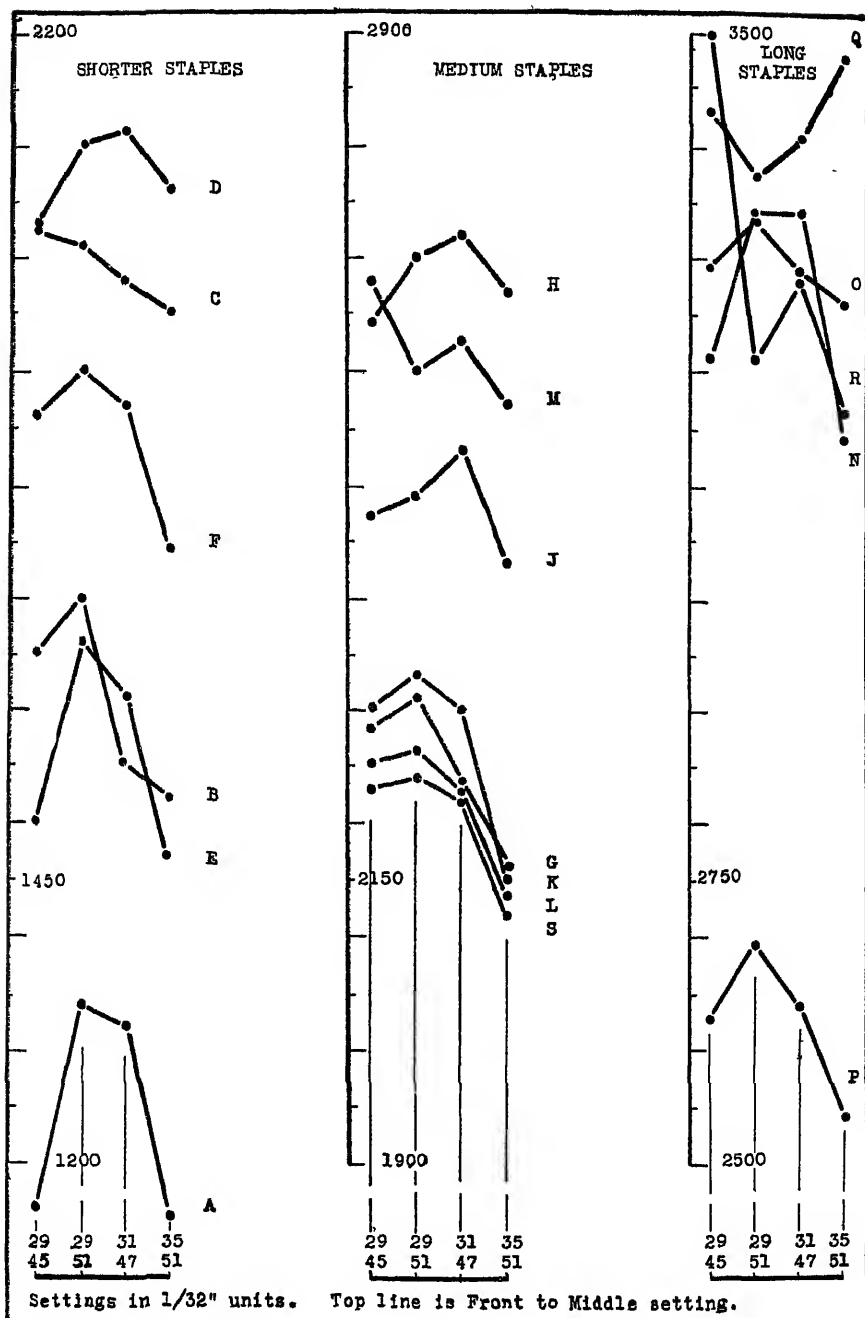 2200
2900
3500
Q
SHORTER STAPLES
MEDIUM STAPLES
LONG
STAPLES
D
C
H
O
M
R
F
J
N
B
E
G
K
L
S
1450
2150
2750
P
1200
1900
2500
A
29 29 31 35
45 51 47 51
29 29 31 35
45 51 47 51
29 29 31 35
45 51 47 51
Settings in 1/32" units. Top line is Front to Middle setting.